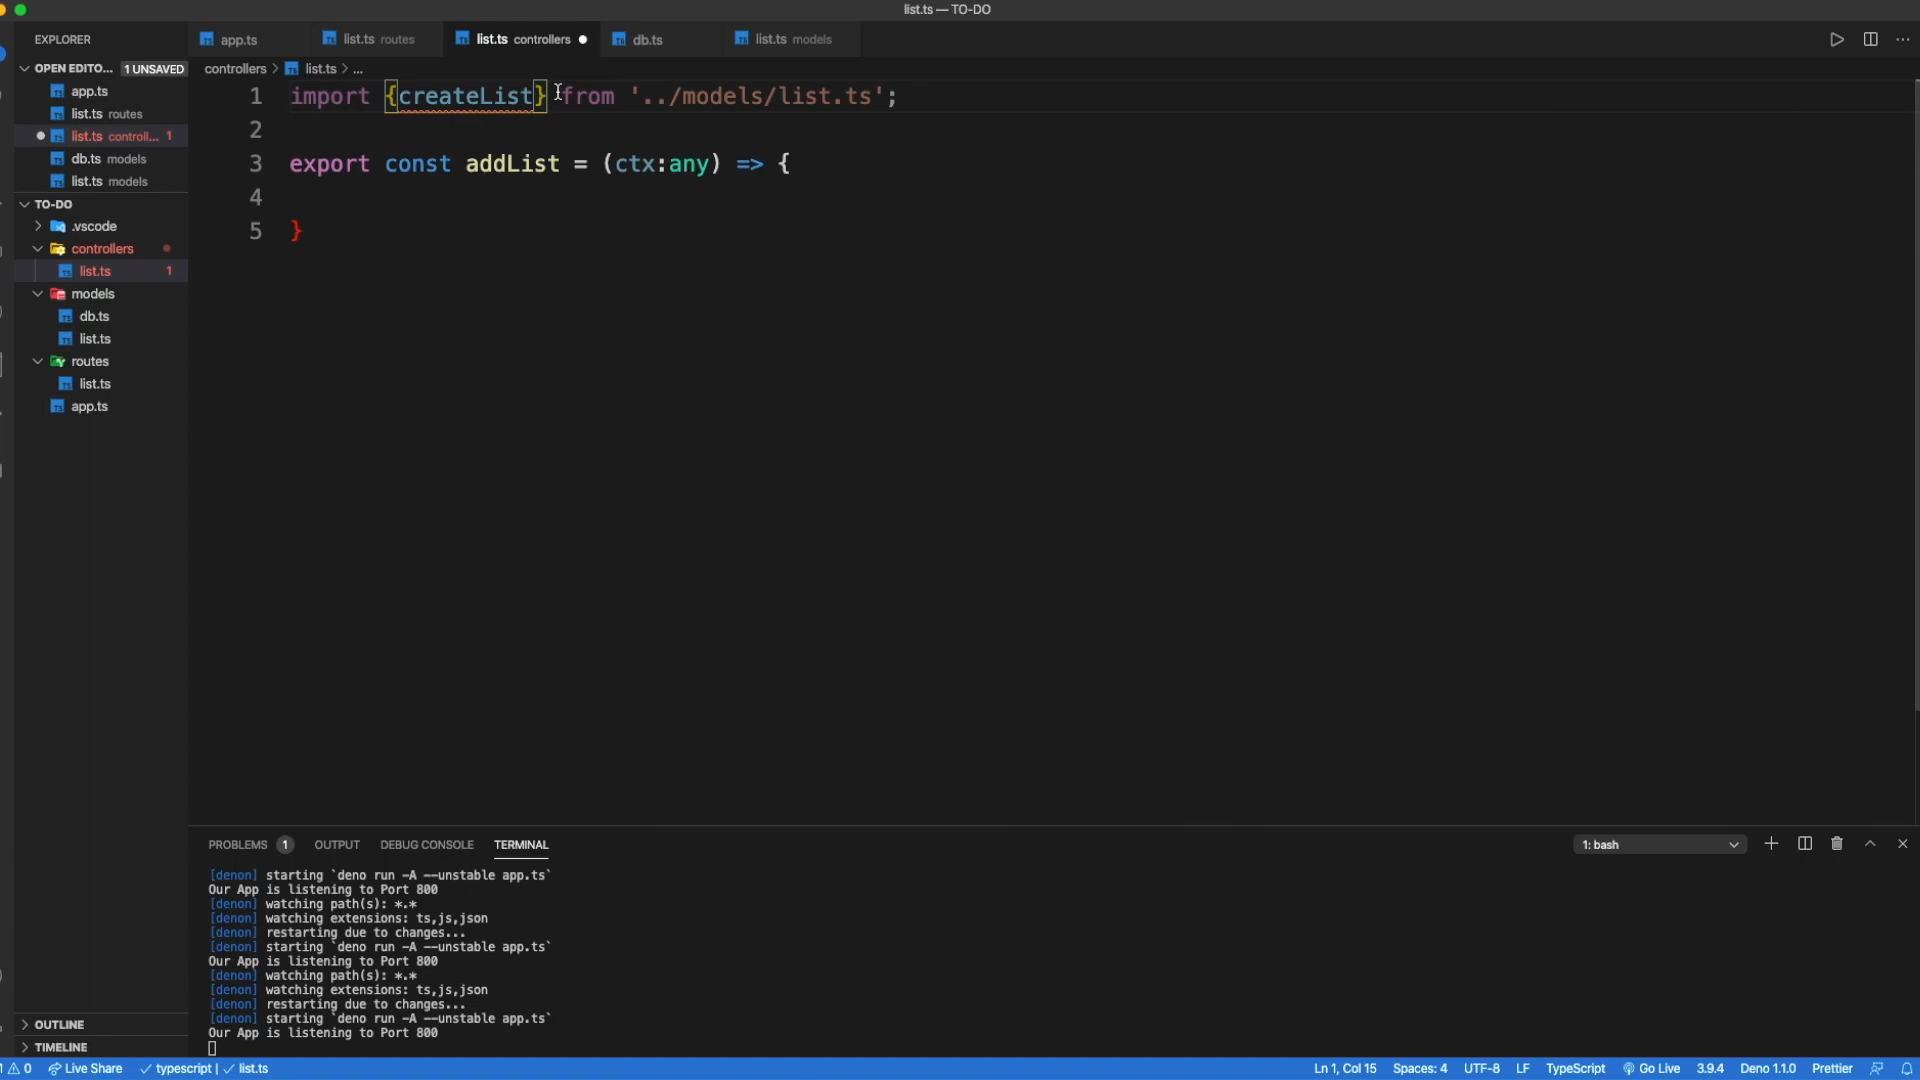 list.ts — TO-DO
EXPLORER
OPEN EDITO... 1 UNSAVED
app.ts
list.ts routes
list.ts controll... 1
db.ts models
list.ts models
TO-DO
.vscode
controllers
list.ts 1
models
db.ts
list.ts
routes
list.ts
app.ts
OUTLINE
TIMELINE
app.ts list.ts routes list.ts controllers db.ts list.ts models
controllers > list.ts > ...
1 import {createList} from '../models/list.ts';
2
3 export const addList = (ctx:any) => {
4
5 }
PROBLEMS 1 OUTPUT DEBUG CONSOLE TERMINAL 1: bash
[denon] starting `deno run -A --unstable app.ts`
Our App is listening to Port 800
[denon] watching path(s): *.*
[denon] watching extensions: ts,js,json
[denon] restarting due to changes...
[denon] starting `deno run -A --unstable app.ts`
Our App is listening to Port 800
[denon] watching path(s): *.*
[denon] watching extensions: ts,js,json
[denon] restarting due to changes...
[denon] starting `deno run -A --unstable app.ts`
Our App is listening to Port 800
0 Live Share typescript | list.ts Ln 1, Col 15 Spaces: 4 UTF-8 LF TypeScript Go Live 3.9.4 Deno 1.1.0 Prettier